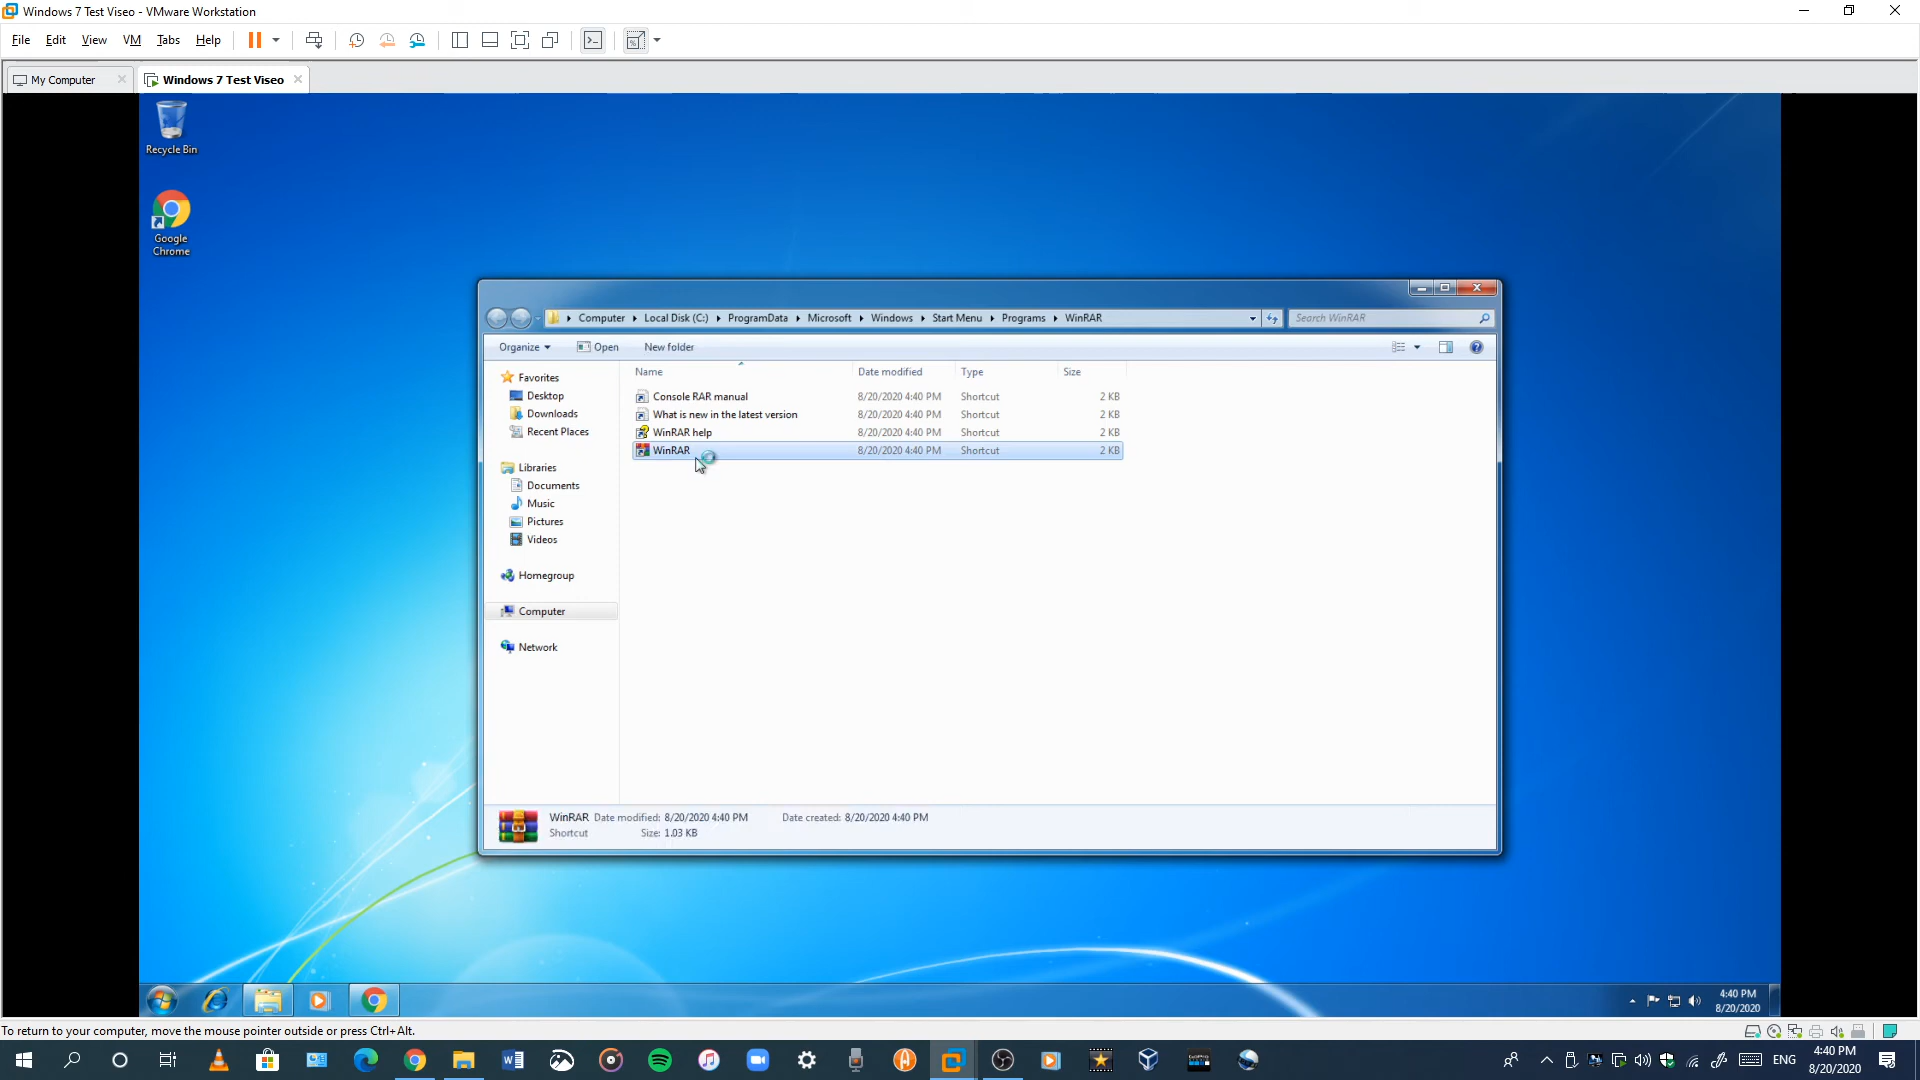 Windows 7 Test Viseo - VMware Workstation
File Edit View VM Tabs Help
My Computer Windows 7 Test Viseo
Recycle Bin
Google
Chrome
Computer Local Disk (C:) ProgramData Microsoft Windows Start Menu Programs WinRAR Search WinRAR
Organize Open New folder
Name Date modified Type Size
Favorites
Desktop
Downloads
Recent Places
Libraries
Documents
Music
Pictures
Videos
Homegroup
Computer
Network
Console RAR manual 8/20/2020 4:40 PM Shortcut 2 KB
What is new in the latest version 8/20/2020 4:40 PM Shortcut 2 KB
WinRAR help 8/20/2020 4:40 PM Shortcut 2 KB
WinRAR 8/20/2020 4:40 PM Shortcut 2 KB
WinRAR Date modified: 8/20/2020 4:40 PM Date created: 8/20/2020 4:40 PM
Shortcut Size: 1.03 KB
4:40 PM
8/20/2020
To return to your computer, move the mouse pointer outside or press Ctrl+Alt.
ENG
4:40 PM
8/20/2020